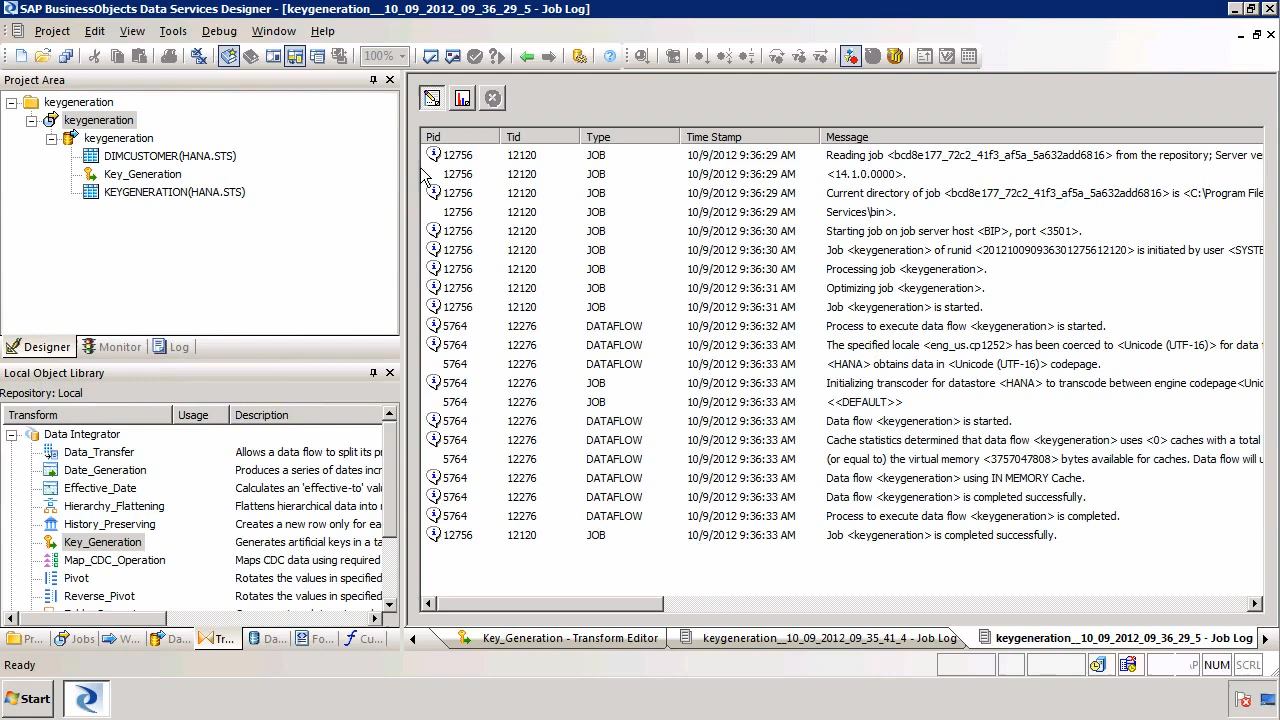 SAP BusinessObjects Data Services Designer - [keygeneration__10_09_2012_09_36_29_5 - Job Log]
Project Edit View Tools Debug Window Help
100%
Project Area
keygeneration
keygeneration
keygeneration
DIMCUSTOMER(HANA.STS)
Key_Generation
KEYGENERATION(HANA.STS)
Designer Monitor Log
Local Object Library
Repository: Local
Transform Usage Description
Data Integrator
Data_Transfer Allows a data flow to split its pr
Date_Generation Produces a series of dates incr
Effective_Date Calculates an 'effective-to' valu
Hierarchy_Flattening Flattens hierarchical data into r
History_Preserving Creates a new row only for ea
Key_Generation Generates artificial keys in a ta
Map_CDC_Operation Maps CDC data using required
Pivot Rotates the values in specified
Reverse_Pivot Rotates the values in specified
Pr... Jobs W... Da... Tr... Da... Fo... Cu...
Pid Tid Type Time Stamp Message
12756 12120 JOB 10/9/2012 9:36:29 AM Reading job <bcd8e177_72c2_41f3_af5a_5a632add6816> from the repository; Server ve
12756 12120 JOB 10/9/2012 9:36:29 AM <14.1.0.0000>.
12756 12120 JOB 10/9/2012 9:36:29 AM Current directory of job <bcd8e177_72c2_41f3_af5a_5a632add6816> is <C:\Program File
12756 12120 JOB 10/9/2012 9:36:29 AM Services\bin>.
12756 12120 JOB 10/9/2012 9:36:30 AM Starting job on job server host <BIP>, port <3501>.
12756 12120 JOB 10/9/2012 9:36:30 AM Job <keygeneration> of runid <2012100909363012756​12120> is initiated by user <SYSTE
12756 12120 JOB 10/9/2012 9:36:30 AM Processing job <keygeneration>.
12756 12120 JOB 10/9/2012 9:36:31 AM Optimizing job <keygeneration>.
12756 12120 JOB 10/9/2012 9:36:31 AM Job <keygeneration> is started.
5764 12276 DATAFLOW 10/9/2012 9:36:32 AM Process to execute data flow <keygeneration> is started.
5764 12276 DATAFLOW 10/9/2012 9:36:33 AM The specified locale <eng_us.cp1252> has been coerced to <Unicode (UTF-16)> for data f
5764 12276 DATAFLOW 10/9/2012 9:36:33 AM <HANA> obtains data in <Unicode (UTF-16)> codepage.
5764 12276 JOB 10/9/2012 9:36:33 AM Initializing transcoder for datastore <HANA> to transcode between engine codepage<Unic
5764 12276 JOB 10/9/2012 9:36:33 AM <<DEFAULT>>
5764 12276 DATAFLOW 10/9/2012 9:36:33 AM Data flow <keygeneration> is started.
5764 12276 DATAFLOW 10/9/2012 9:36:33 AM Cache statistics determined that data flow <keygeneration> uses <0> caches with a total
5764 12276 DATAFLOW 10/9/2012 9:36:33 AM (or equal to) the virtual memory <3757047808> bytes available for caches. Data flow will u
5764 12276 DATAFLOW 10/9/2012 9:36:33 AM Data flow <keygeneration> using IN MEMORY Cache.
5764 12276 DATAFLOW 10/9/2012 9:36:33 AM Data flow <keygeneration> is completed successfully.
5764 12276 DATAFLOW 10/9/2012 9:36:33 AM Process to execute data flow <keygeneration> is completed.
12756 12120 JOB 10/9/2012 9:36:33 AM Job <keygeneration> is completed successfully.
Key_Generation - Transform Editor keygeneration__10_09_2012_09_35_41_4 - Job Log keygeneration__10_09_2012_09_36_29_5 - Job Log
Ready NUM SCRL
Start